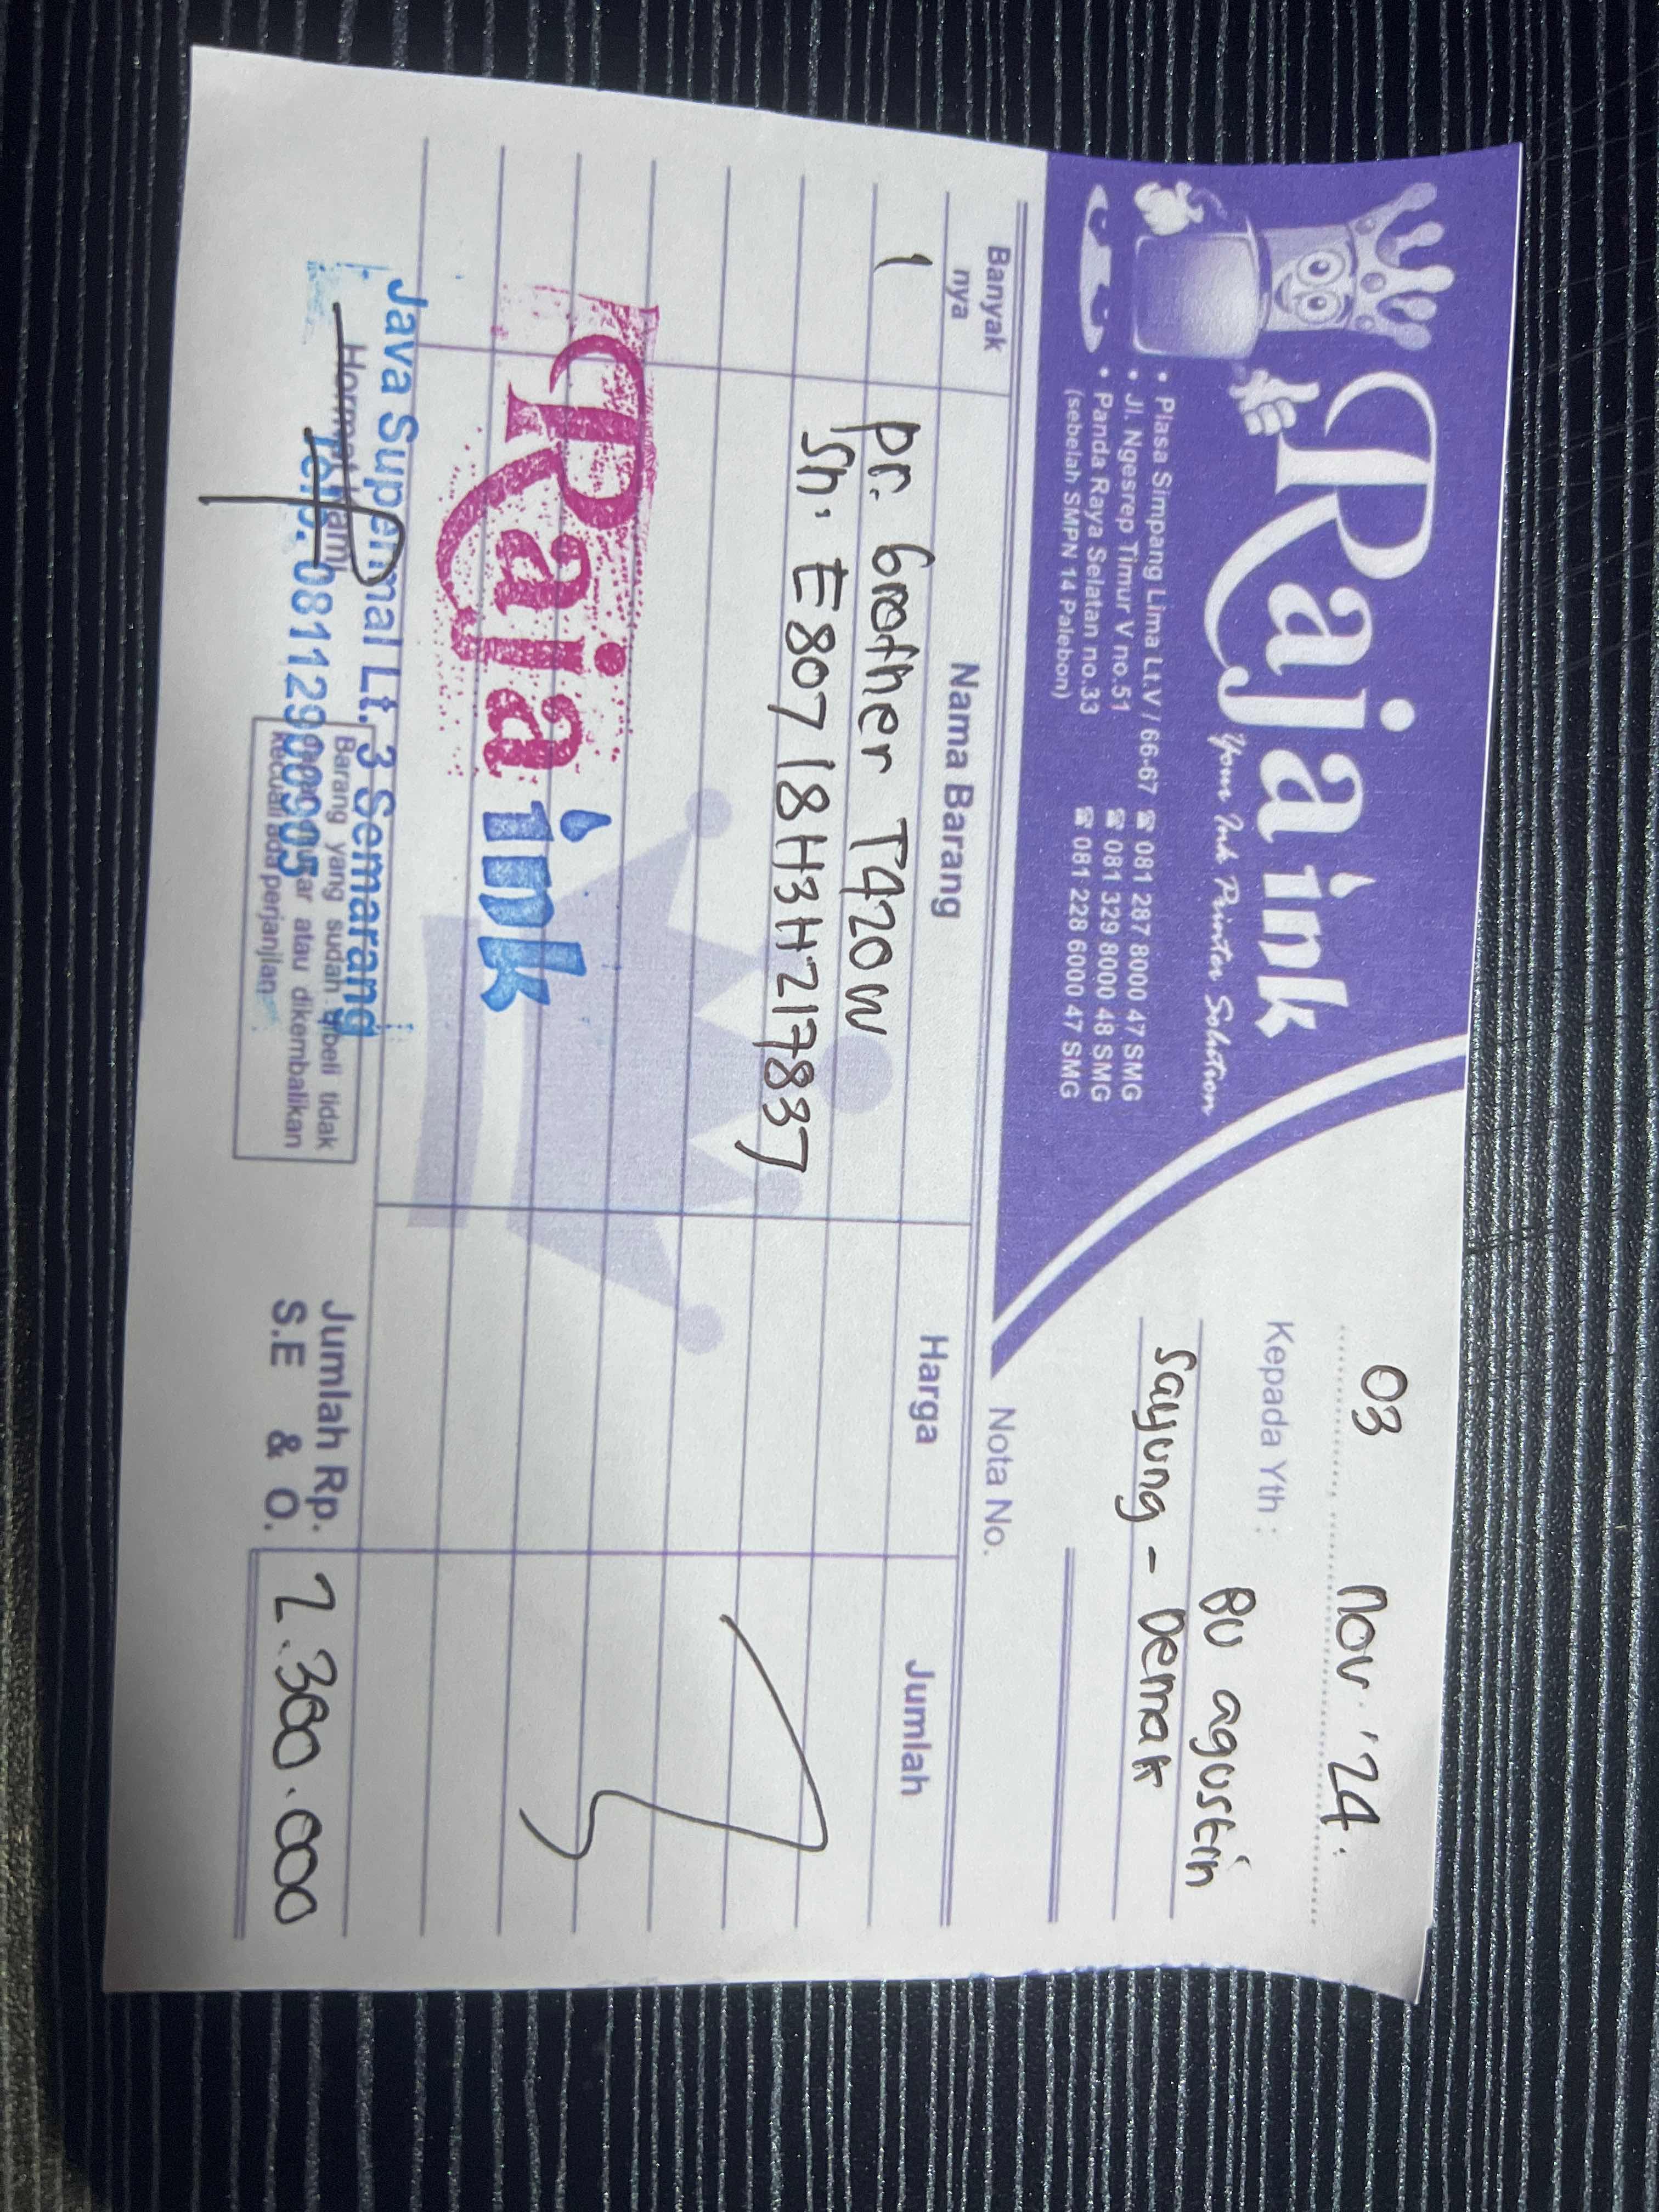 Raja ink
Your Ink Printer Solution
• Plasa Simpang Lima Lt.V / 66-67 ☎ 081 287 8000 47 SMG
• Jl. Ngesrep Timur V no.51 ☎ 081 329 8000 48 SMG
• Panda Raya Selatan no.33 ☎ 081 228 6000 47 SMG
(sebelah SMPN 14 Palebon)
03 Nov '24
Kepada Yth : Bu agustin
Sayung - Demak
Nota No.
Banyak nya Nama Barang Harga Jumlah
1 pr. Brother T420W
Sn. E80718H3H217837
Raja ink
Java Supermal Lt. 3 Semarang
Telp. 08112900905
Hormat kami
Barang yang sudah dibeli tidak
atau dikembalikan
kecuali ada perjanjian
Jumlah Rp. 2.300.000
S.E & O.